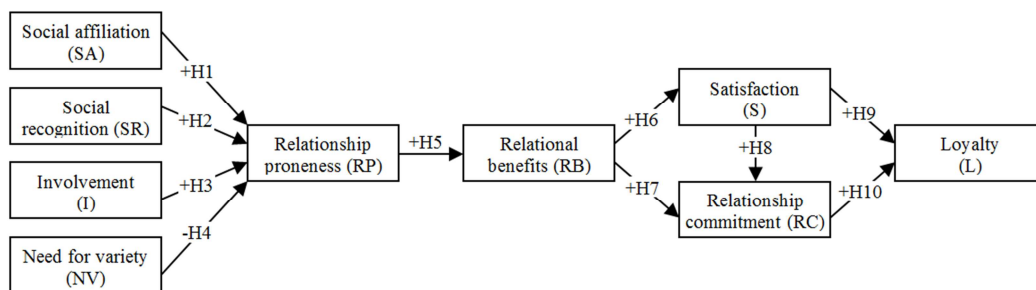 Social affiliation
(SA)
+H1
Social
recognition (SR)
+H2
Involvement
(I)
+H3
Need for variety
(NV)
-H4
Relationship
proneness (RP)
+H5
Relational
benefits (RB)
+H6
+H7
Satisfaction
(S)
+H8
Relationship
commitment (RC)
+H9
+H10
Loyalty
(L)